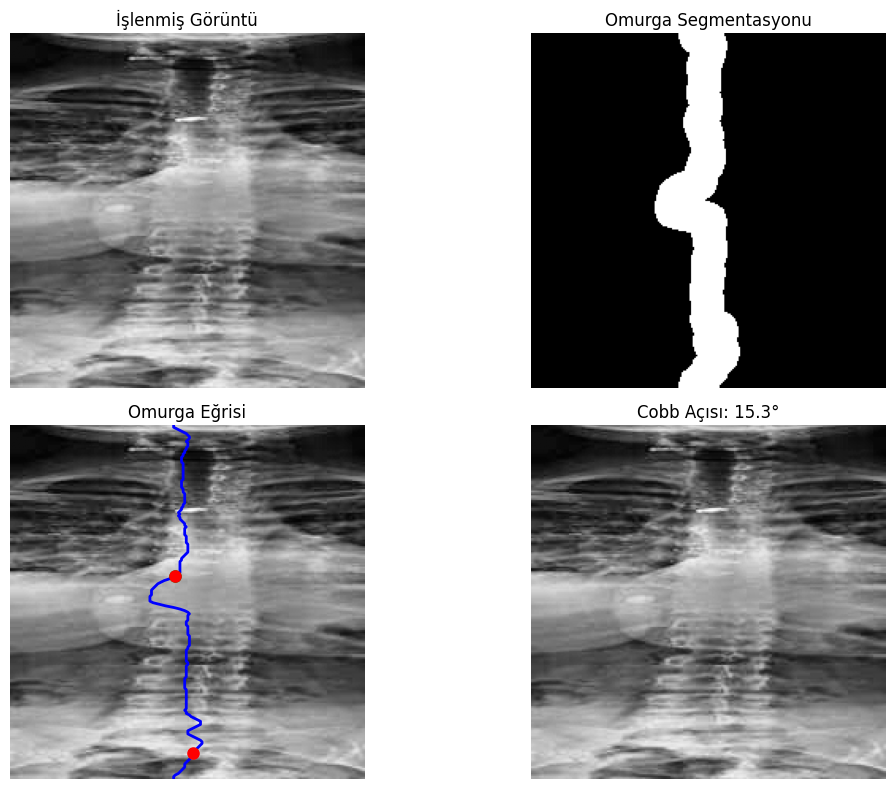 İşlenmiş Görüntü
Omurga Segmentasyonu
Omurga Eğrisi
Cobb Açısı: 15.3°